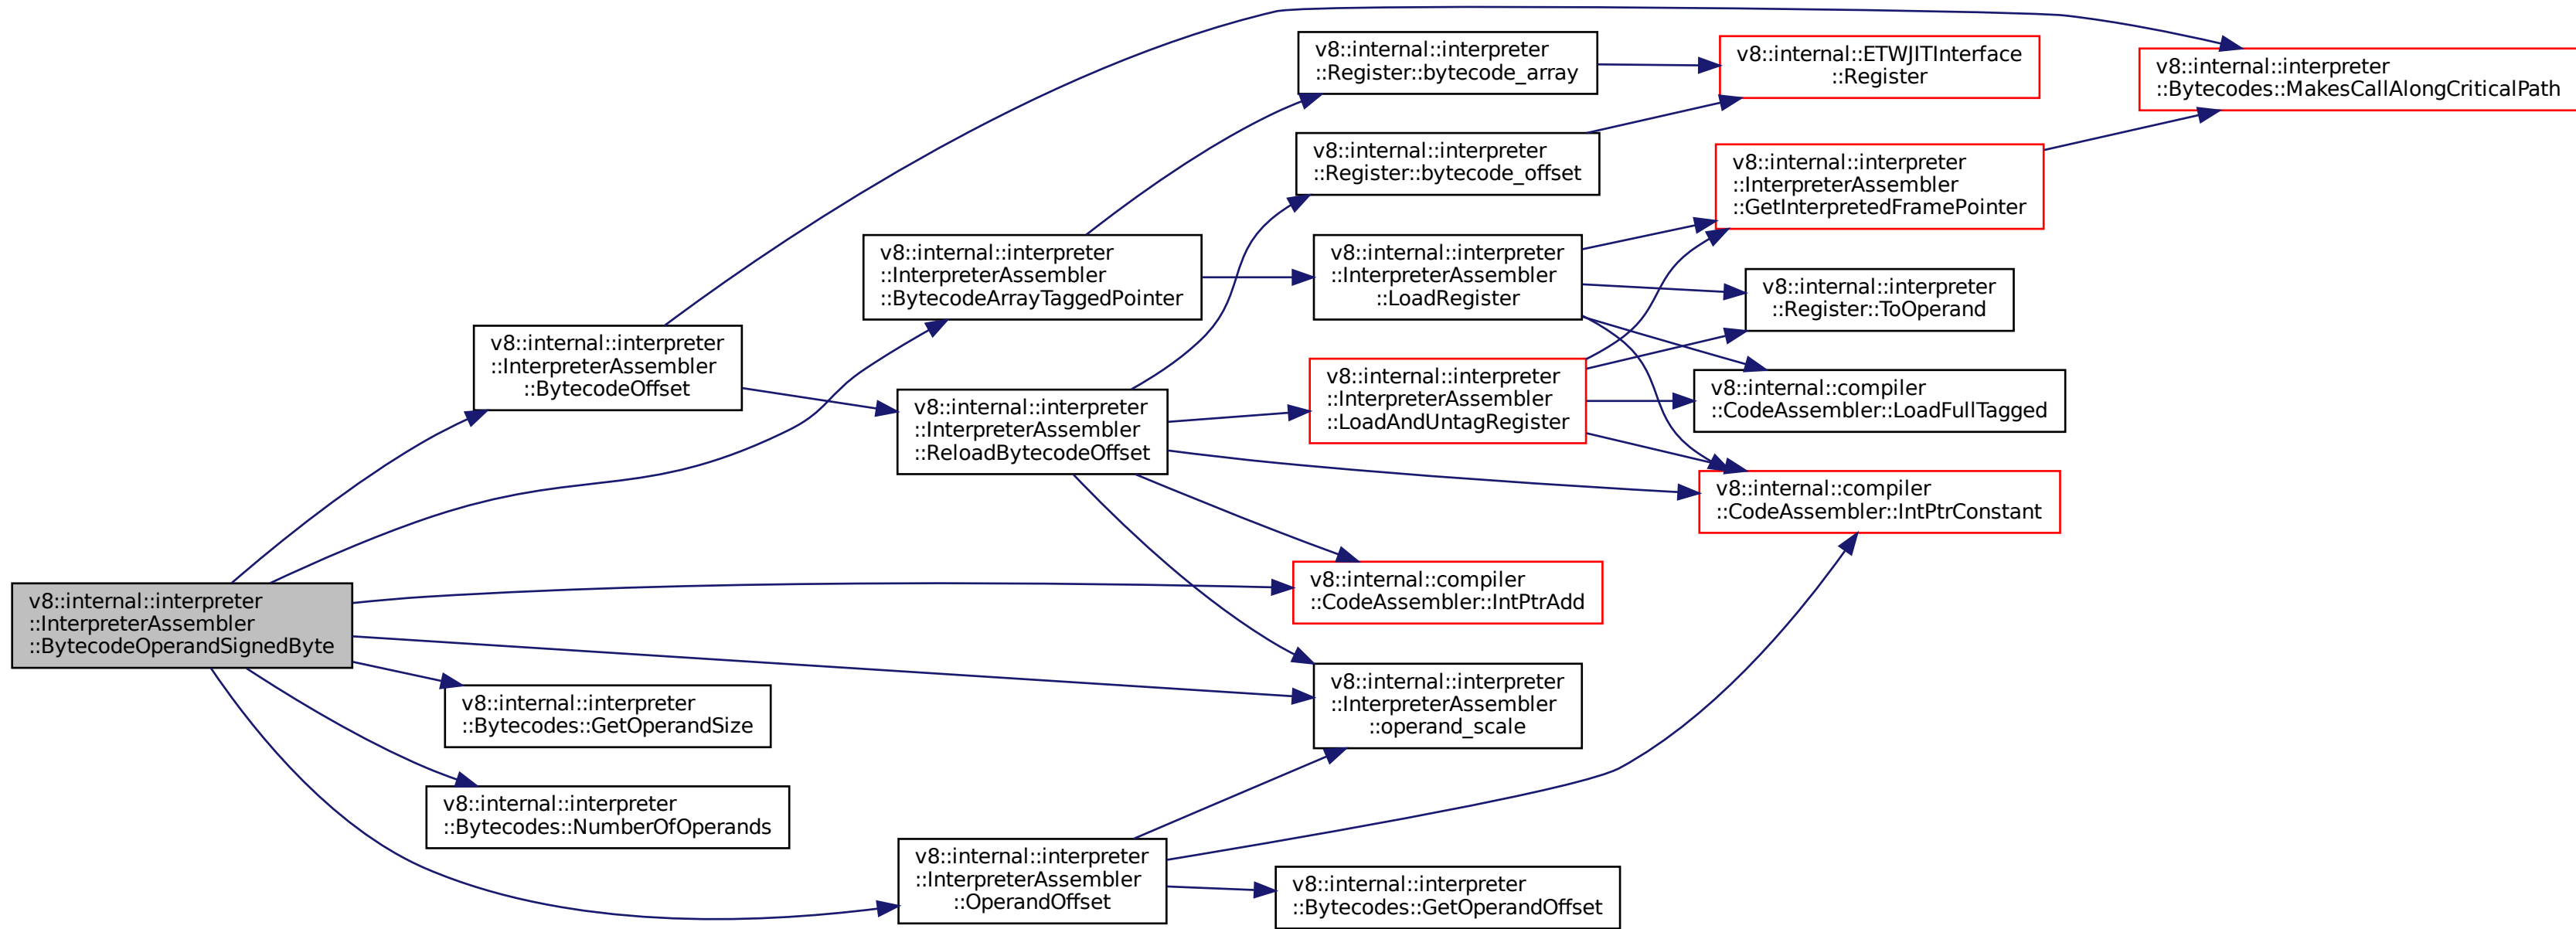 v8::internal::interpreter
::InterpreterAssembler
::BytecodeOperandSignedByte
v8::internal::interpreter
::InterpreterAssembler
::BytecodeOffset
v8::internal::interpreter
::Bytecodes::GetOperandSize
v8::internal::interpreter
::Bytecodes::NumberOfOperands
v8::internal::interpreter
::InterpreterAssembler
::BytecodeArrayTaggedPointer
v8::internal::interpreter
::InterpreterAssembler
::ReloadBytecodeOffset
v8::internal::interpreter
::InterpreterAssembler
::OperandOffset
v8::internal::interpreter
::Register::bytecode_array
v8::internal::interpreter
::Register::bytecode_offset
v8::internal::interpreter
::InterpreterAssembler
::LoadRegister
v8::internal::interpreter
::InterpreterAssembler
::LoadAndUntagRegister
v8::internal::compiler
::CodeAssembler::IntPtrAdd
v8::internal::interpreter
::InterpreterAssembler
::operand_scale
v8::internal::interpreter
::Bytecodes::GetOperandOffset
v8::internal::ETWJITInterface
::Register
v8::internal::interpreter
::InterpreterAssembler
::GetInterpretedFramePointer
v8::internal::interpreter
::Register::ToOperand
v8::internal::compiler
::CodeAssembler::LoadFullTagged
v8::internal::compiler
::CodeAssembler::IntPtrConstant
v8::internal::interpreter
::Bytecodes::MakesCallAlongCriticalPath